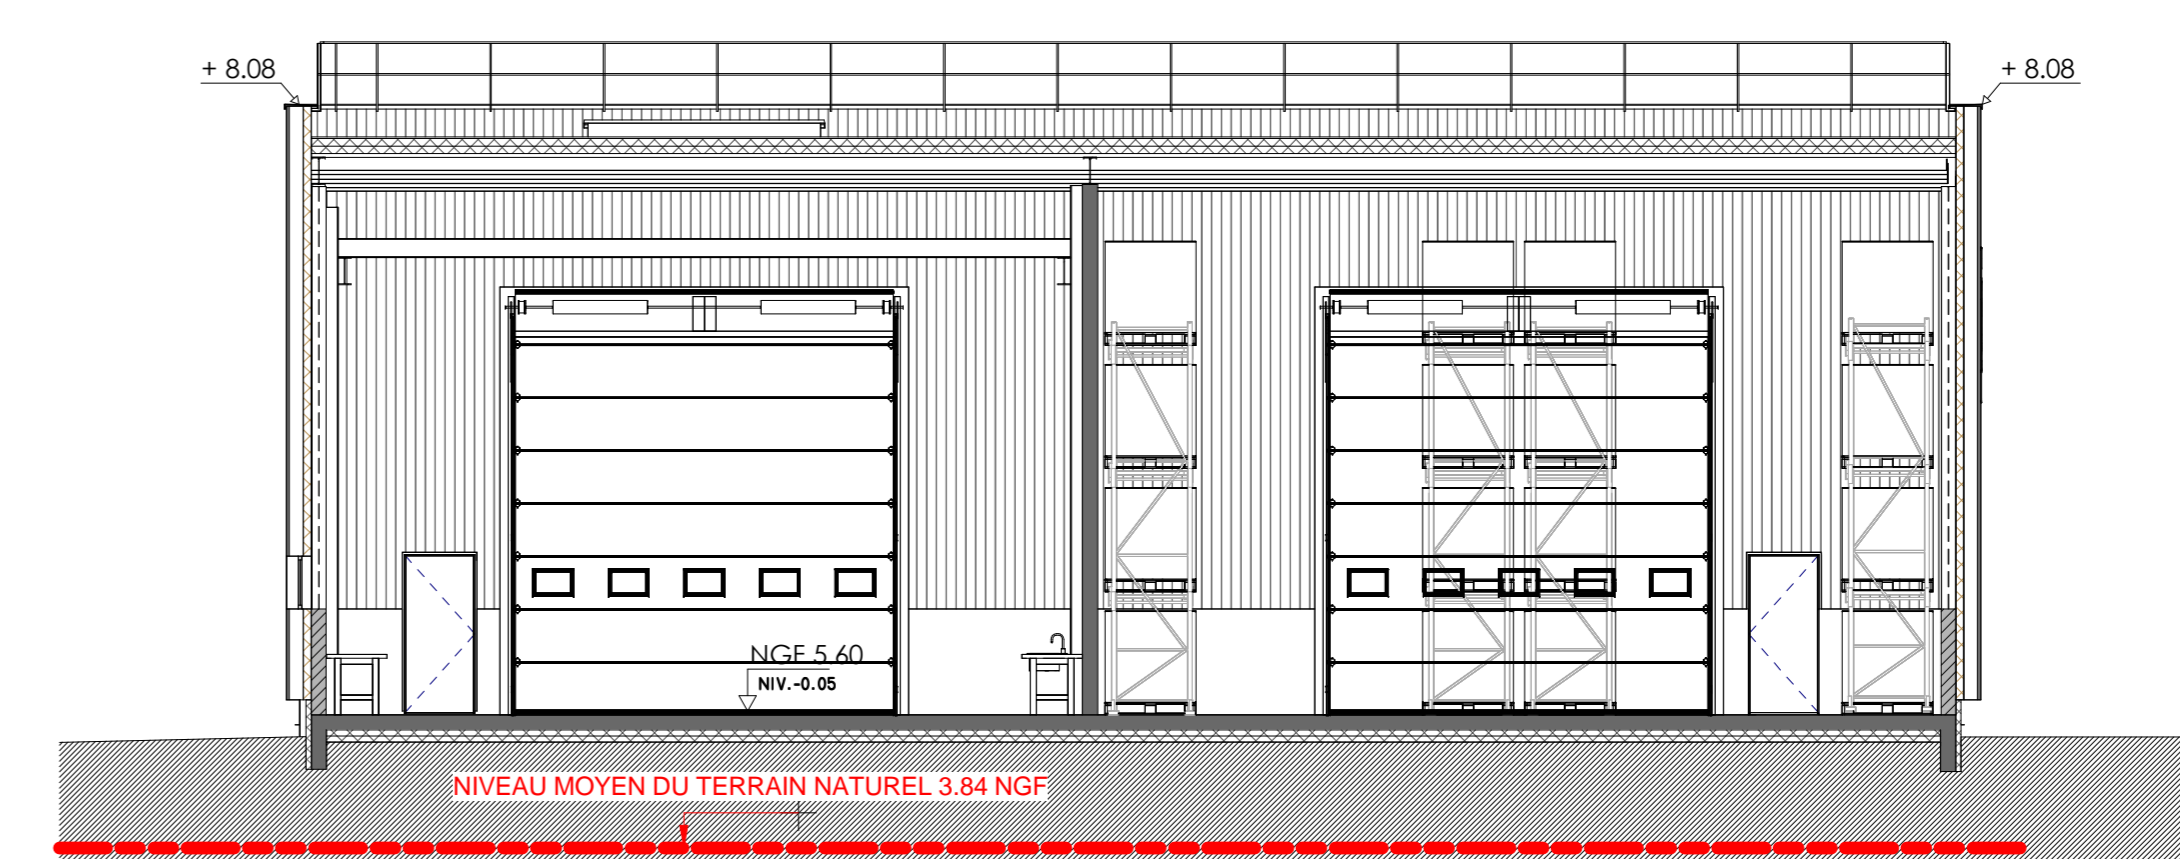 + 8.08
+ 8.08
NGF 5.60
NIV.-0.05
NIVEAU MOYEN DU TERRAIN NATUREL 3.84 NGF